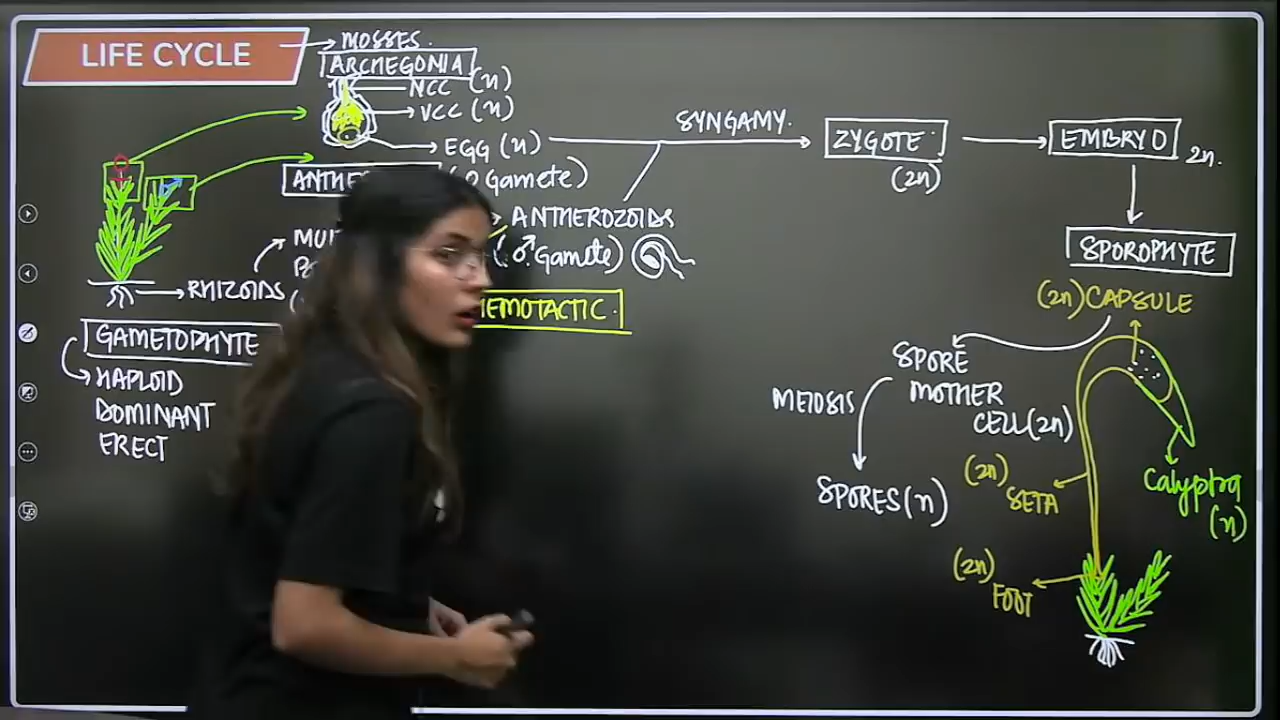 LIFE CYCLE
MOSSES.
ARCHEGONIA
NCC (n)
VCC (n)
EGG (n)
(♀ Gamete)
ANTHEROZOIDS
(♂ Gamete)
RHIZOIDS
GAMETOPHYTE
HAPLOID
DOMINANT
ERECT
SYNGAMY.
ZYGOTE.
(2n)
EMBRYO
2n.
SPOROPHYTE
(2n) CAPSULE
SPORE
MOTHER
CELL (2n)
MEIOSIS
SPORES (n)
(2n)
SETA
(2n)
FOOT
Calyptra
(n)